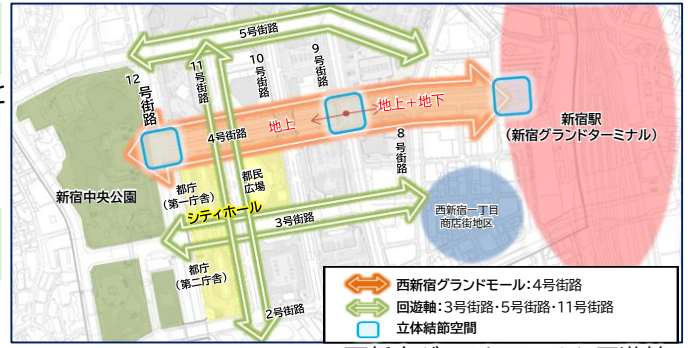 5号街路
9号街路
10号街路
11号街路
12号街路
地上+地下
地上
4号街路
8号街路
新宿駅
(新宿グランドターミナル)
新宿中央公園
都庁
(第一庁舎)
都民
広場
シティホール
3号街路
西新宿一丁目
商店街地区
都庁
(第二庁舎)
2号街路
西新宿グランドモール:4号街路
回遊軸:3号街路・5号街路・11号街路
立体結節空間